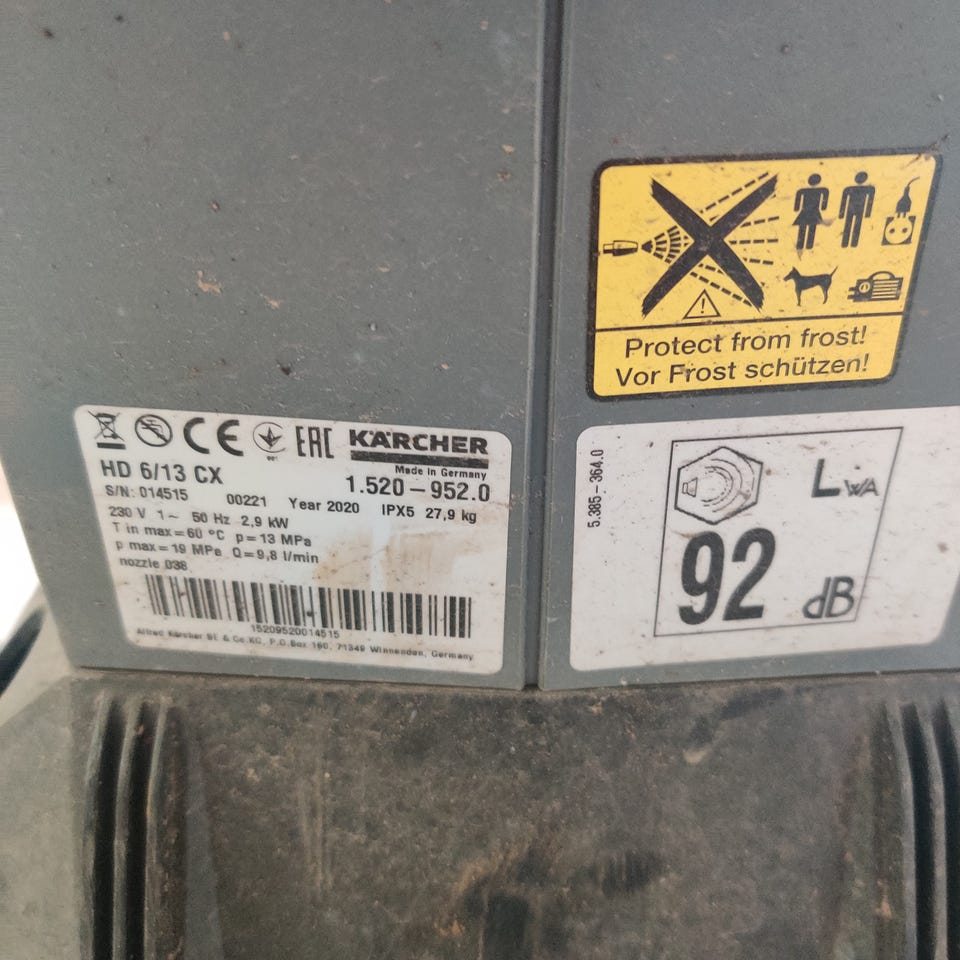 Protect from frost!
Vor Frost schützen!
CE EAC KÄRCHER
Made in Germany
HD 6/13 CX 1.520-952.0
S/N: 014515 00221 Year 2020 IPX5 27,9 kg
230 V 1~ 50 Hz 2,9 kW
T in max=60 °C p=13 MPa
p max=19 MPa Q=9,8 l/min
nozzle 038
15209520014515
Alfred Kärcher SE & Co.KG, P.O.Box 160, 71349 Winnenden, Germany
5.385-364.0
LWA
92
dB